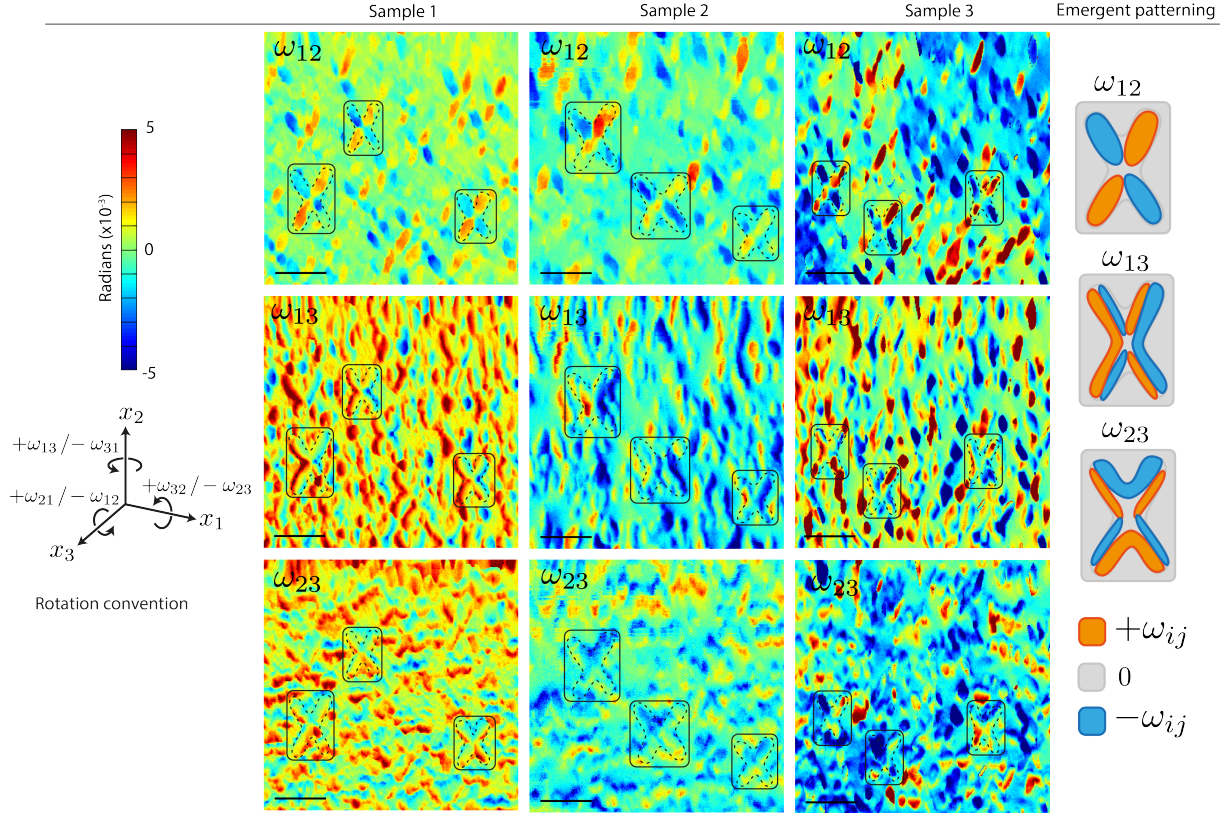 Sample 1
Sample 2
Sample 3
Emergent patterning
ω12
ω12
ω12
ω12
5
0
-5
Radians (x10⁻³)
ω13
ω13
ω13
ω13
x2
+ω13/− ω31
+ω21/− ω12
+ω32/− ω23
x1
x3
Rotation convention
ω23
ω23
ω23
ω23
+ωij
0
−ωij